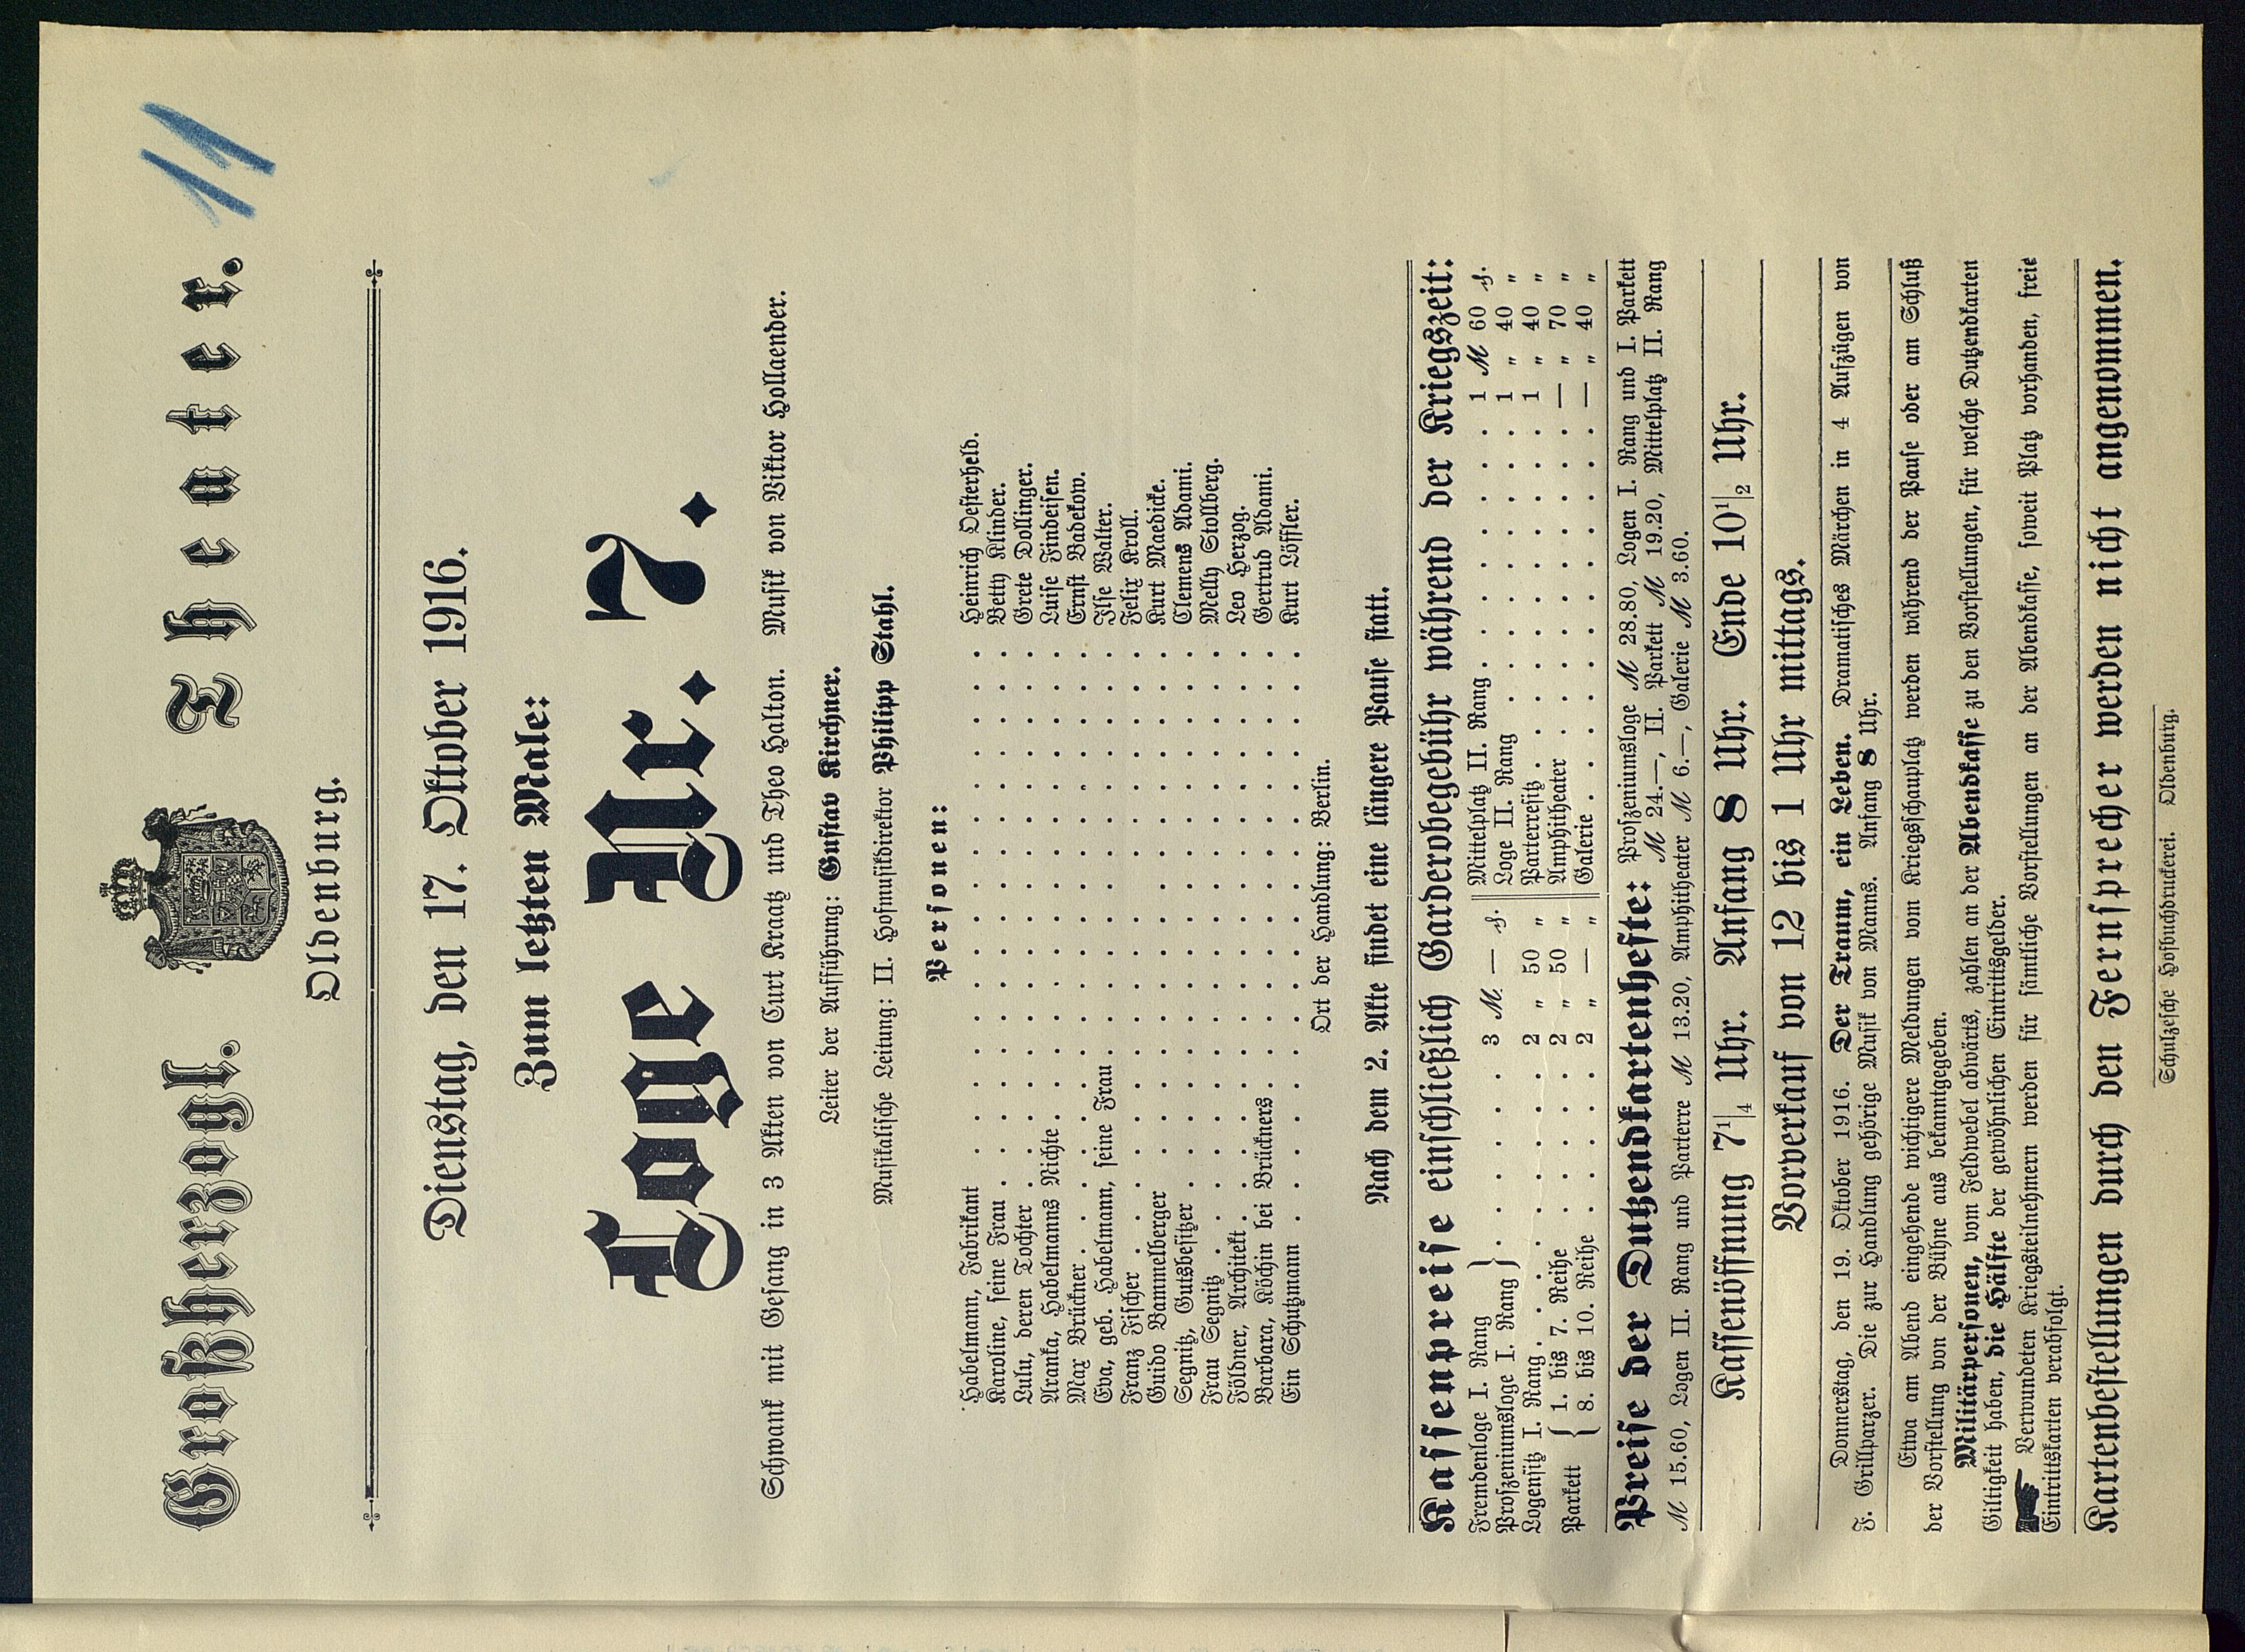 Großherzogl. Theater.
11
Oldenburg.
Dienstag, den 17. Oktober 1916.
Zum letzten Male:
Loge Nr. 7.
Schwank mit Gesang in 3 Akten von Curt Kraatz und Theo Halton. Musik von Viktor Hollaender.
Leiter der Aufführung: Gustav Kirchner.
Musikalische Leitung: II. Hofmusikdirektor Philipp Stahl.
Personen:
Habelmann, Fabrikant . . . . Heinrich Oesterheld.
Karoline, seine Frau . . . . Betty Klinder.
Lulu, deren Tochter . . . . Grete Dollinger.
Aranka, Habelmanns Nichte . . . . Luise Findeisen.
Max Brückner . . . . Ernst Badekow.
Eva, geb. Habelmann, seine Frau . . . . Ilse Walter.
Franz Fischer . . . . Felix Kroll.
Guido Bammelberger . . . . Kurt Maedicke.
Segnitz, Gutsbesitzer . . . . Clemens Adami.
Frau Segnitz . . . . Melly Stollberg.
Földner, Architekt . . . . Leo Herzog.
Barbara, Köchin bei Brückners . . . . Gertrud Adami.
Ein Schutzmann . . . . Kurt Löffler.
Ort der Handlung: Berlin.
Nach dem 2. Akte findet eine längere Pause statt.
Kassenpreise einschließlich Garderobegebühr während der Kriegszeit:
Fremdenloge I. Rang
Proszeniumsloge I. Rang } . . . . 3 M. — ₰.
Logensitz I. Rang . . . . 2 „ 50 „
Parkett { 1. bis 7. Reihe . . . . 2 „ 50 „
8. bis 10. Reihe . . . . 2 „ — „
Mittelplatz II. Rang . . . . 1 M 60 ₰.
Loge II. Rang . . . . 1 „ 40 „
Parterresitz . . . . 1 „ 40 „
Amphitheater . . . . — „ 70 „
Galerie . . . . — „ 40 „
Preise der Dutzendkartenhefte: Proszeniumsloge M 28.80, Logen I. Rang und I. Parkett
M 24.—, II. Parkett M 19.20, Mittelplatz II. Rang
M 15.60, Logen II. Rang und Parterre M 13.20, Amphitheater M 6.—, Galerie M 3.60.
Kassenöffnung 7 1/4 Uhr. Anfang 8 Uhr. Ende 10 1/2 Uhr.
Vorverkauf von 12 bis 1 Uhr mittags.
Donnerstag, den 19. Oktober 1916. Der Traum, ein Leben. Dramatisches Märchen in 4 Aufzügen von
F. Grillparzer. Die zur Handlung gehörige Musik von Manns. Anfang 8 Uhr.
Etwa am Abend eingehende wichtigere Meldungen vom Kriegsschauplatz werden während der Pause oder am Schluß
der Vorstellung von der Bühne aus bekanntgegeben.
Militärpersonen, vom Feldwebel abwärts, zahlen an der Abendkasse zu den Vorstellungen, für welche Dutzendkarten
Giltigkeit haben, die Hälfte der gewöhnlichen Eintrittsgelder.
Verwundeten Kriegsteilnehmern werden für sämtliche Vorstellungen an der Abendkasse, soweit Platz vorhanden, freie
Eintrittskarten verabfolgt.
Kartenbestellungen durch den Fernsprecher werden nicht angenommen.
Schulzesche Hofbuchdruckerei. Oldenburg.